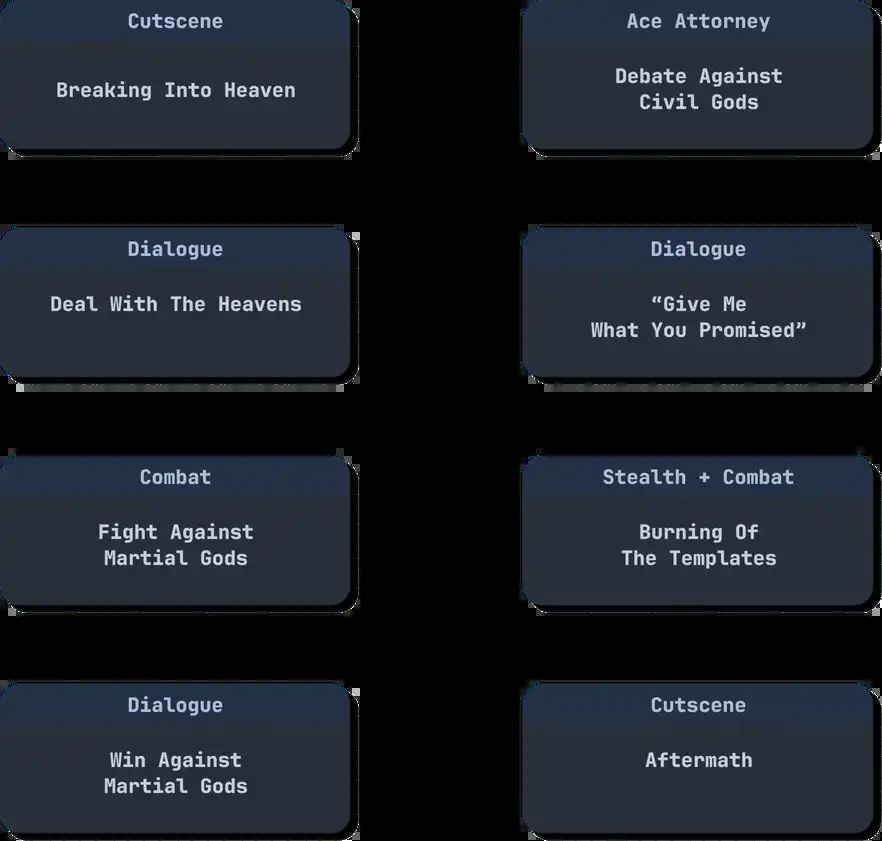 Cutscene
Breaking Into Heaven
Dialogue
Deal With The Heavens
Combat
Fight Against
Martial Gods
Dialogue
Win Against
Martial Gods
Ace Attorney
Debate Against
Civil Gods
Dialogue
“Give Me
What You Promised”
Stealth + Combat
Burning Of
The Templates
Cutscene
Aftermath